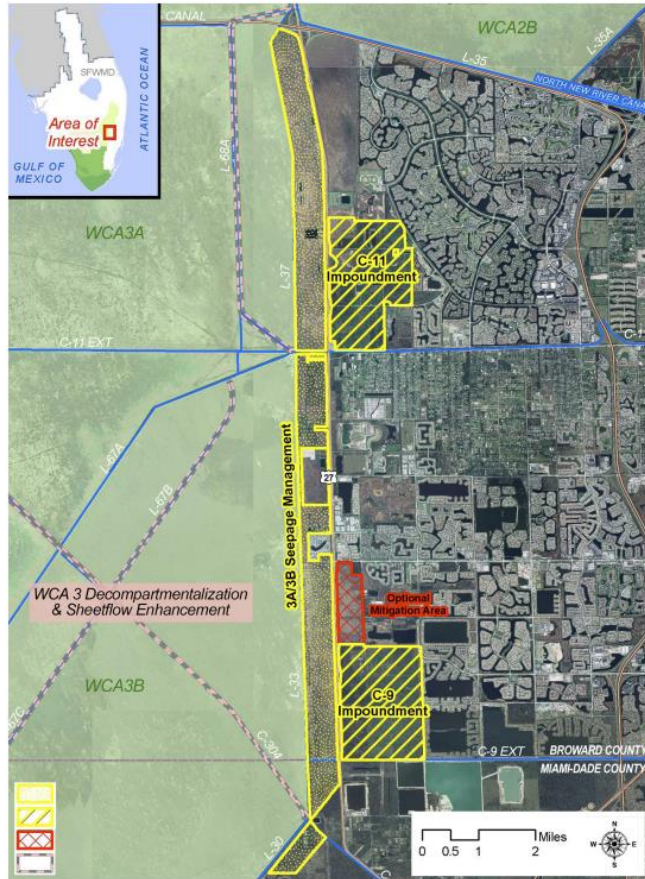 CANAL
WCA2B
L-35A
L-35
NORTH NEW RIVER CANAL
SFWMD
ATLANTIC OCEAN
Area of
Interest
GULF OF
MEXICO
L-68A
WCA3A
L-37
C-11
Impoundment
C-11 EXT
C-1
L-67A
L-67B
3A/3B Seepage Management
27
WCA 3 Decompartmentalization
& Sheetflow Enhancement
Optional
Mitigation Area
WCA3B
L-33
C-9
Impoundment
67C
C-304
C-9 EXT
BROWARD COUNTY
MIAMI-DADE COUNTY
L-30
C
Miles
0 0.5 1 2
N
W E
S